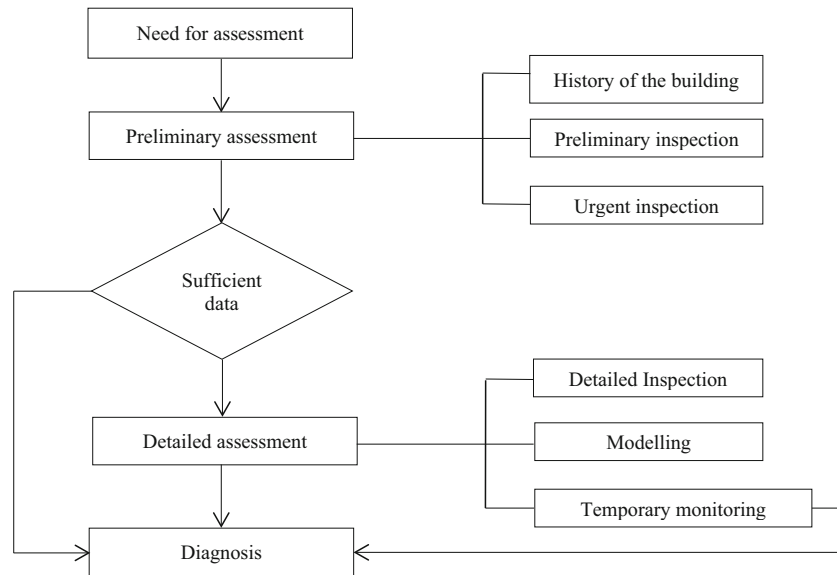 Need for assessment
History of the building
Preliminary assessment
Preliminary inspection
Urgent inspection
Sufficient
data
Detailed Inspection
Detailed assessment
Modelling
Temporary monitoring
Diagnosis